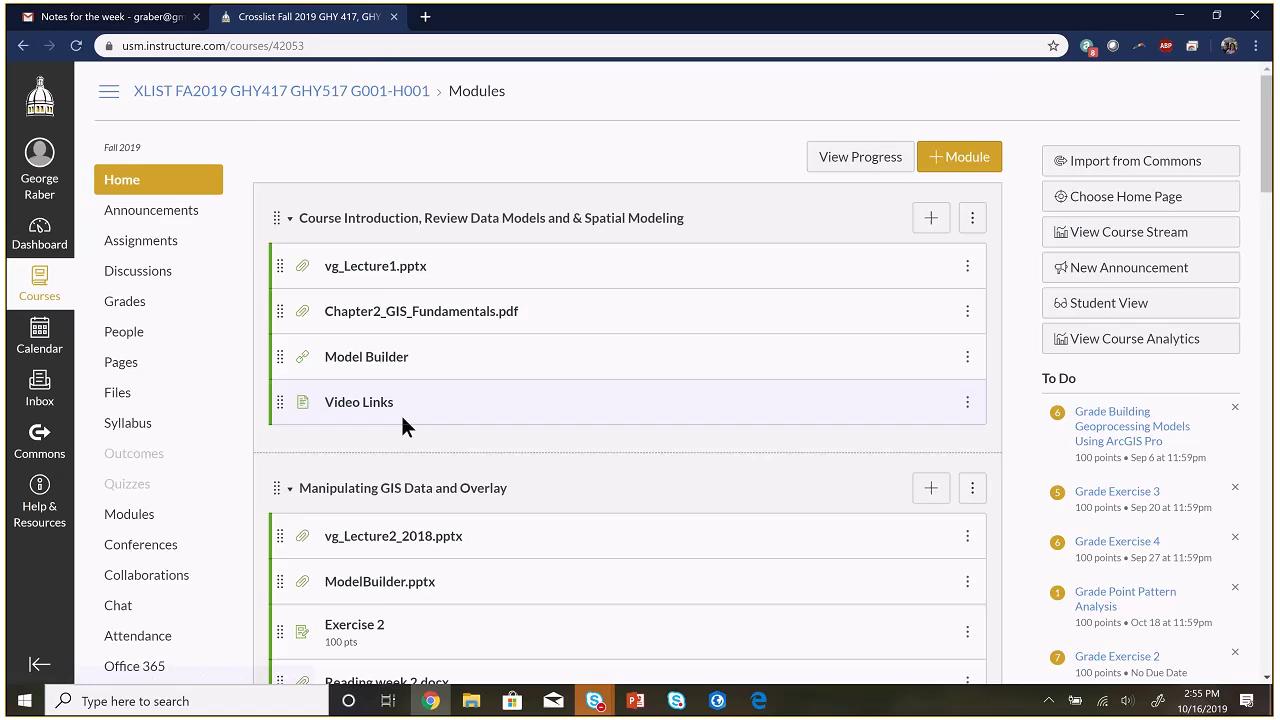 Notes for the week - graber@gm
Crosslist Fall 2019 GHY 417, GHY
usm.instructure.com/courses/42053
8
ABP
XLIST FA2019 GHY417 GHY517 G001-H001 › Modules
George
Raber
Dashboard
Courses
Calendar
Inbox
Commons
Help &
Resources
Fall 2019
Home
Announcements
Assignments
Discussions
Grades
People
Pages
Files
Syllabus
Outcomes
Quizzes
Modules
Conferences
Collaborations
Chat
Attendance
Office 365
View Progress
+ Module
Course Introduction, Review Data Models and & Spatial Modeling
vg_Lecture1.pptx
Chapter2_GIS_Fundamentals.pdf
Model Builder
Video Links
Manipulating GIS Data and Overlay
vg_Lecture2_2018.pptx
ModelBuilder.pptx
Exercise 2
100 pts
Reading week 2.docx
Import from Commons
Choose Home Page
View Course Stream
New Announcement
Student View
View Course Analytics
To Do
6
Grade Building
Geoprocessing Models
Using ArcGIS Pro
100 points • Sep 6 at 11:59pm
5
Grade Exercise 3
100 points • Sep 20 at 11:59pm
6
Grade Exercise 4
100 points • Sep 27 at 11:59pm
1
Grade Point Pattern
Analysis
100 points • Oct 18 at 11:59pm
7
Grade Exercise 2
100 points • No Due Date
Type here to search
2:55 PM
10/16/2019